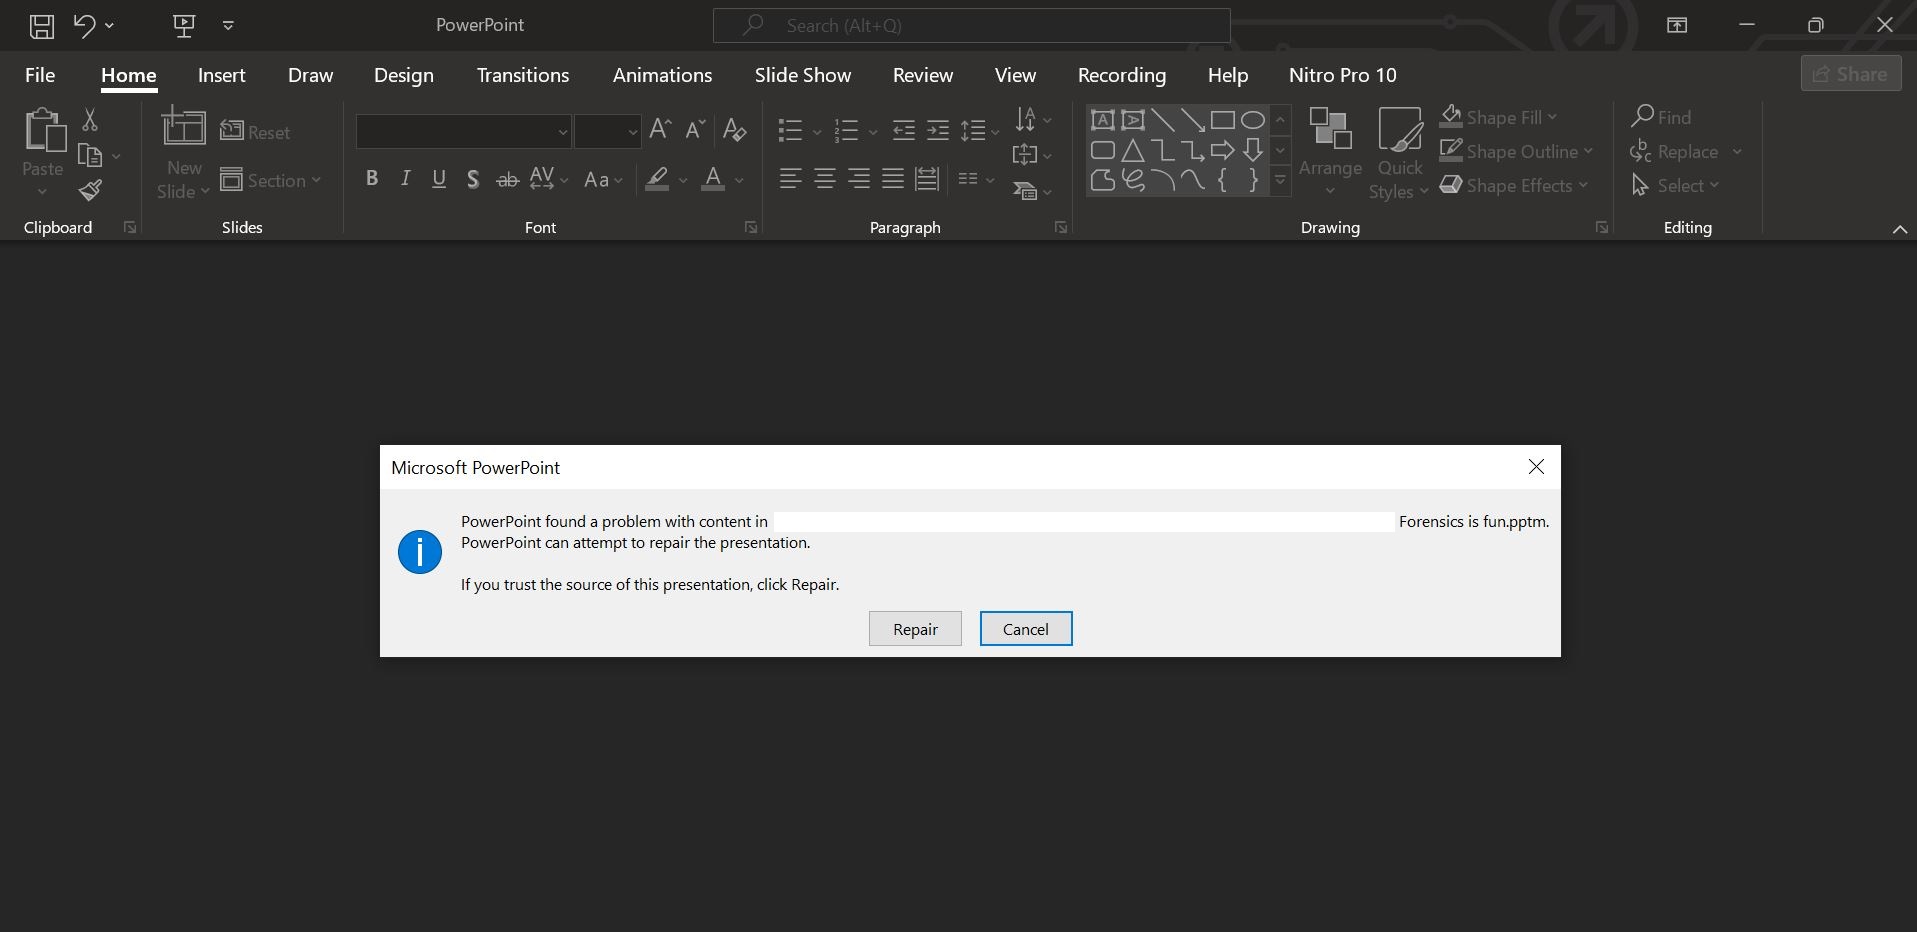 PowerPoint
Search (Alt+Q)
File Home Insert Draw Design Transitions Animations Slide Show Review View Recording Help Nitro Pro 10 Share
Paste
New Slide
Reset
Section
B I U S ab AV Aa A
Shape Fill
Shape Outline
Shape Effects
Arrange
Quick Styles
Find
Replace
Select
Clipboard Slides Font Paragraph Drawing Editing
Microsoft PowerPoint
PowerPoint found a problem with content in Forensics is fun.pptm.
PowerPoint can attempt to repair the presentation.
If you trust the source of this presentation, click Repair.
Repair Cancel